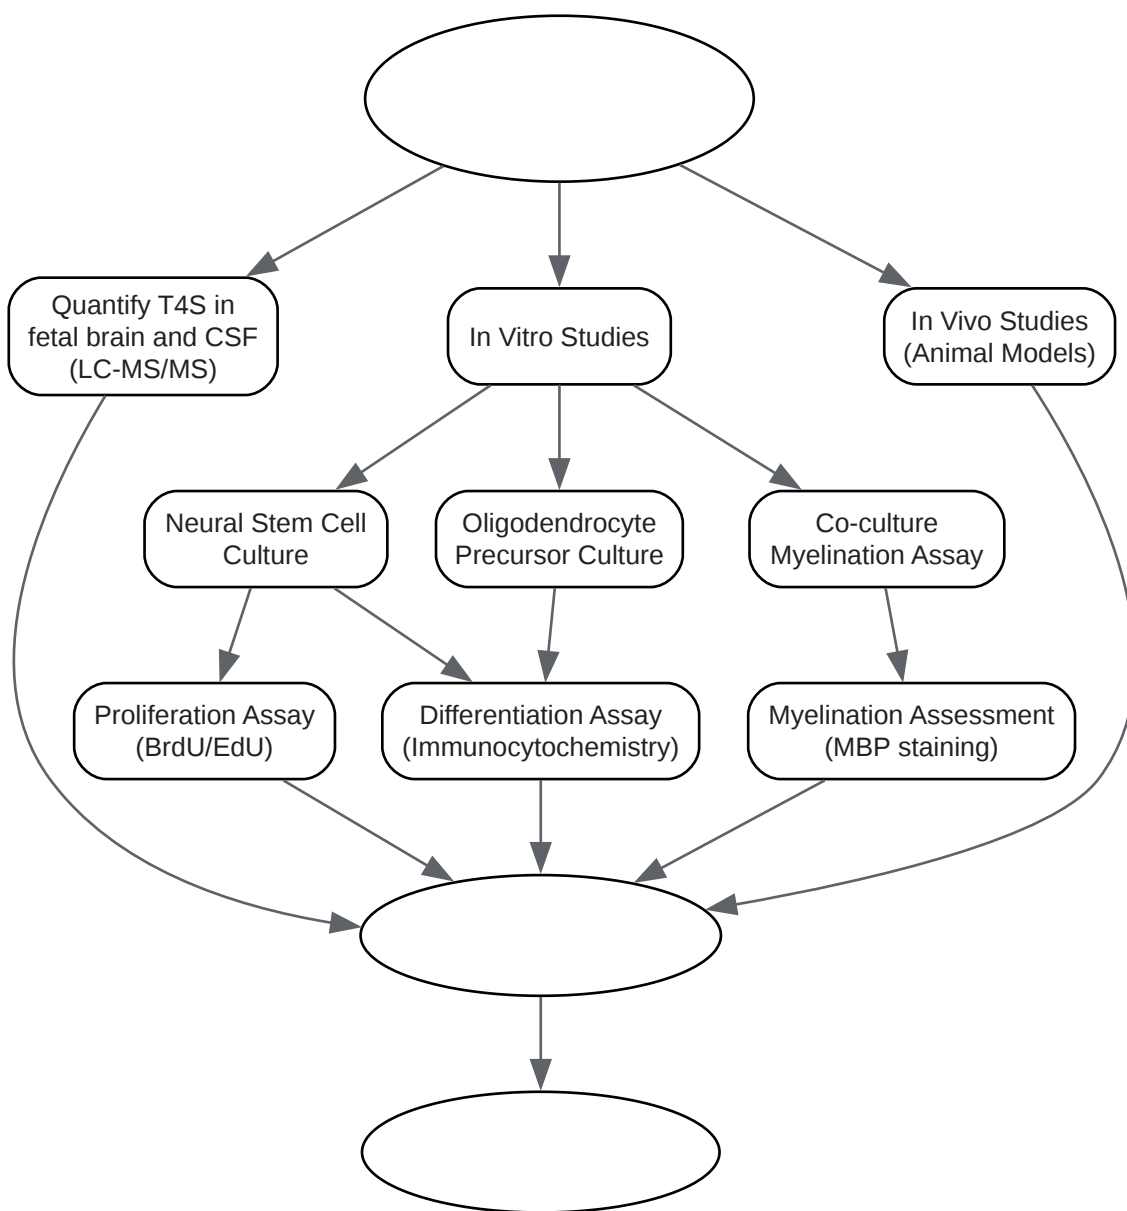 Quantify T4S in
fetal brain and CSF
(LC-MS/MS)
In Vitro Studies
In Vivo Studies
(Animal Models)
Neural Stem Cell
Culture
Oligodendrocyte
Precursor Culture
Co-culture
Myelination Assay
Proliferation Assay
(BrdU/EdU)
Differentiation Assay
(Immunocytochemistry)
Myelination Assessment
(MBP staining)